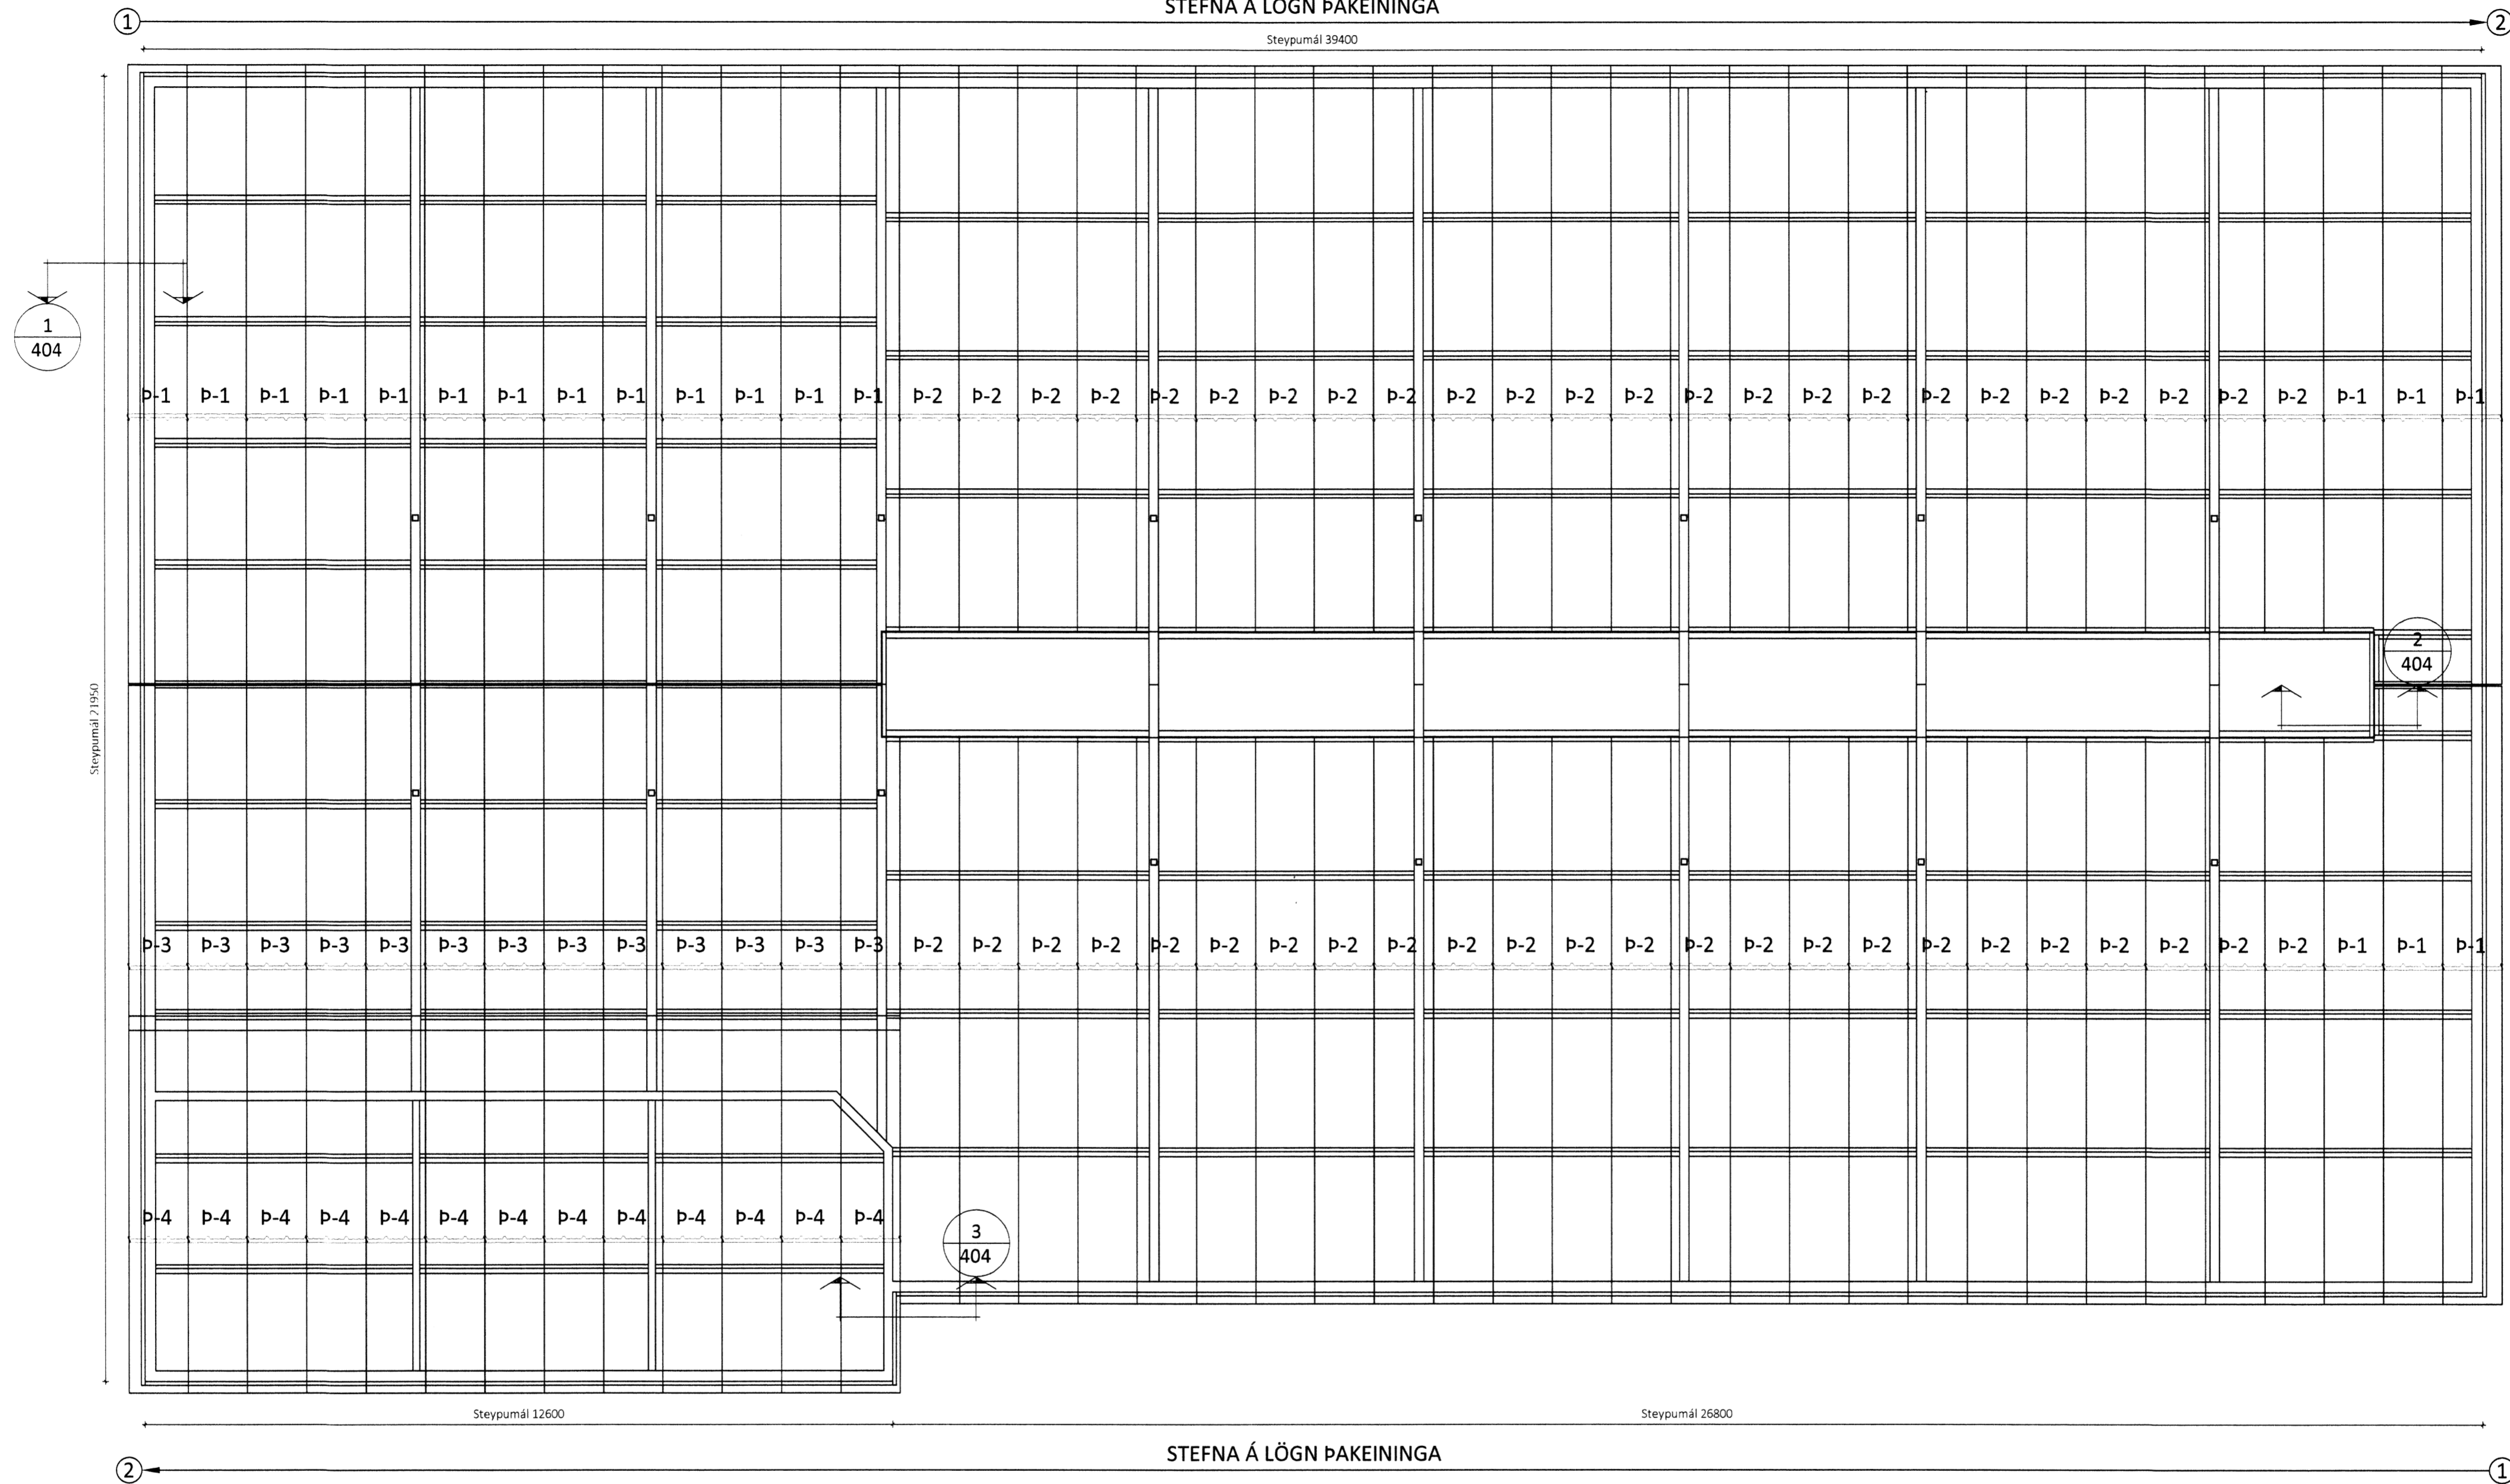 STEFNA Á LÖGN ÞAKEININGA
1 2
Steypumál 39400
1
404
Þ-1 Þ-1 Þ-1 Þ-1 Þ-1 Þ-1 Þ-1 Þ-1 Þ-1 Þ-1 Þ-1 Þ-1 Þ-1 Þ-2 Þ-2 Þ-2 Þ-2 Þ-2 Þ-2 Þ-2 Þ-2 Þ-2 Þ-2 Þ-2 Þ-2 Þ-2 Þ-2 Þ-2 Þ-2 Þ-2 Þ-2 Þ-2 Þ-2 Þ-2 Þ-2 Þ-2 Þ-2 Þ-1 Þ-1 Þ-1
2
404
Steypumál 21950
Þ-3 Þ-3 Þ-3 Þ-3 Þ-3 Þ-3 Þ-3 Þ-3 Þ-3 Þ-3 Þ-3 Þ-3 Þ-3 Þ-2 Þ-2 Þ-2 Þ-2 Þ-2 Þ-2 Þ-2 Þ-2 Þ-2 Þ-2 Þ-2 Þ-2 Þ-2 Þ-2 Þ-2 Þ-2 Þ-2 Þ-2 Þ-2 Þ-2 Þ-2 Þ-2 Þ-2 Þ-2 Þ-1 Þ-1 Þ-1
Þ-4 Þ-4 Þ-4 Þ-4 Þ-4 Þ-4 Þ-4 Þ-4 Þ-4 Þ-4 Þ-4 Þ-4 Þ-4
3
404
Steypumál 12600 Steypumál 26800
STEFNA Á LÖGN ÞAKEININGA
2 1